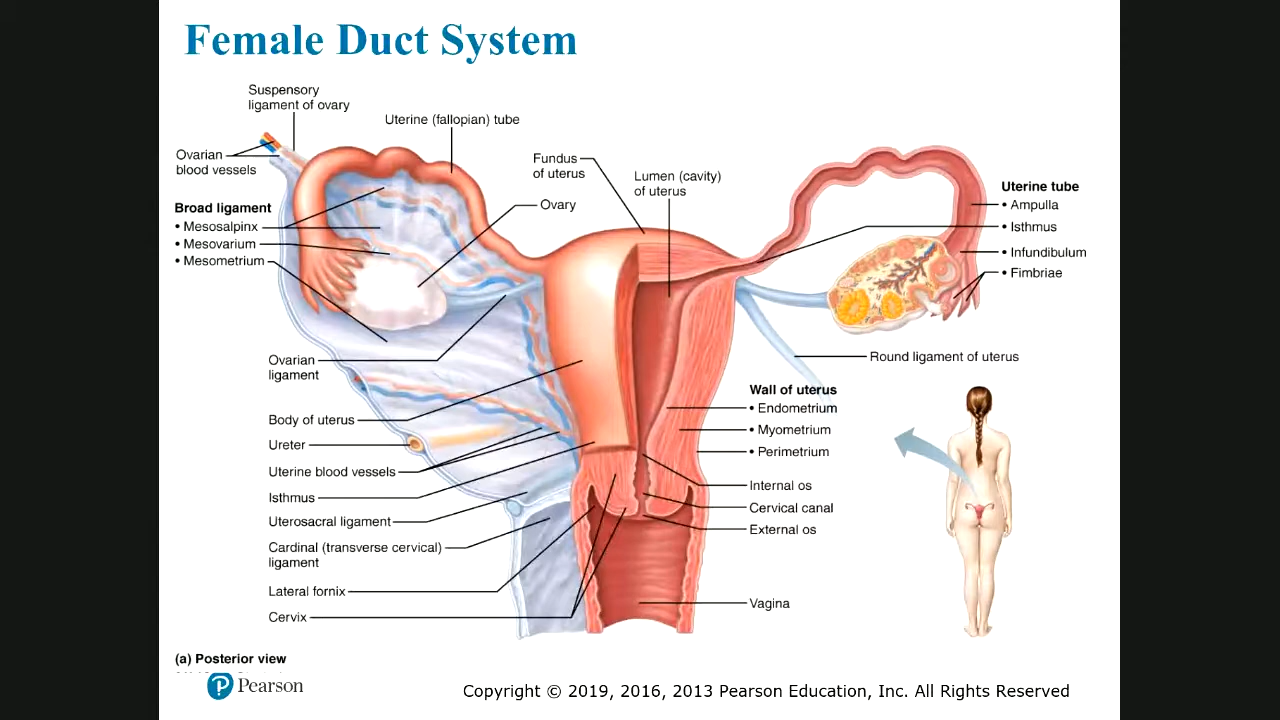 Female Duct System
Suspensory
ligament of ovary
Uterine (fallopian) tube
Ovarian
blood vessels
Fundus
of uterus
Lumen (cavity)
of uterus
Ovary
Broad ligament
• Mesosalpinx
• Mesovarium
• Mesometrium
Uterine tube
• Ampulla
• Isthmus
• Infundibulum
• Fimbriae
Ovarian
ligament
Round ligament of uterus
Body of uterus
Ureter
Uterine blood vessels
Isthmus
Uterosacral ligament
Cardinal (transverse cervical)
ligament
Lateral fornix
Cervix
Wall of uterus
• Endometrium
• Myometrium
• Perimetrium
Internal os
Cervical canal
External os
Vagina
(a) Posterior view
P Pearson
Copyright © 2019, 2016, 2013 Pearson Education, Inc. All Rights Reserved